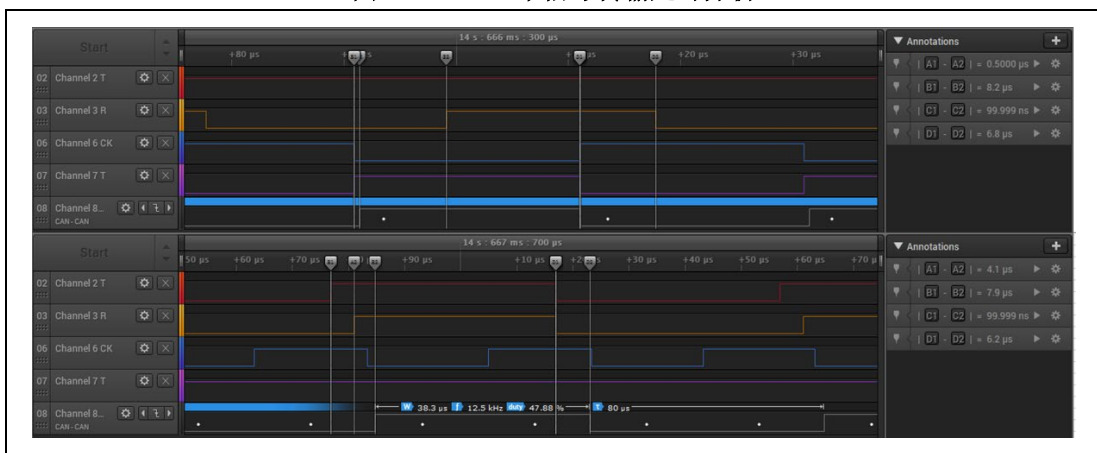 Start
14 s : 666 ms : 300 µs
+80 µs
+20 µs
+30 µs
Annotations
02 Channel 2 T
03 Channel 3 R
06 Channel 6 CK
07 Channel 7 T
08 Channel 8...
CAN - CAN
| A1 - A2 | = 0.5000 µs
| B1 - B2 | = 8.2 µs
| C1 - C2 | = 99.999 ns
| D1 - D2 | = 6.8 µs
Start
14 s : 667 ms : 700 µs
+60 µs
+70 µs
+90 µs
+10 µs
+30 µs
+40 µs
+50 µs
+60 µs
Annotations
02 Channel 2 T
03 Channel 3 R
06 Channel 6 CK
07 Channel 7 T
08 Channel 8...
CAN - CAN
W 38.3 µs f 12.5 kHz duty 47.88 % T 80 µs
| A1 - A2 | = 4.1 µs
| B1 - B2 | = 7.9 µs
| C1 - C2 | = 99.999 ns
| D1 - D2 | = 6.2 µs